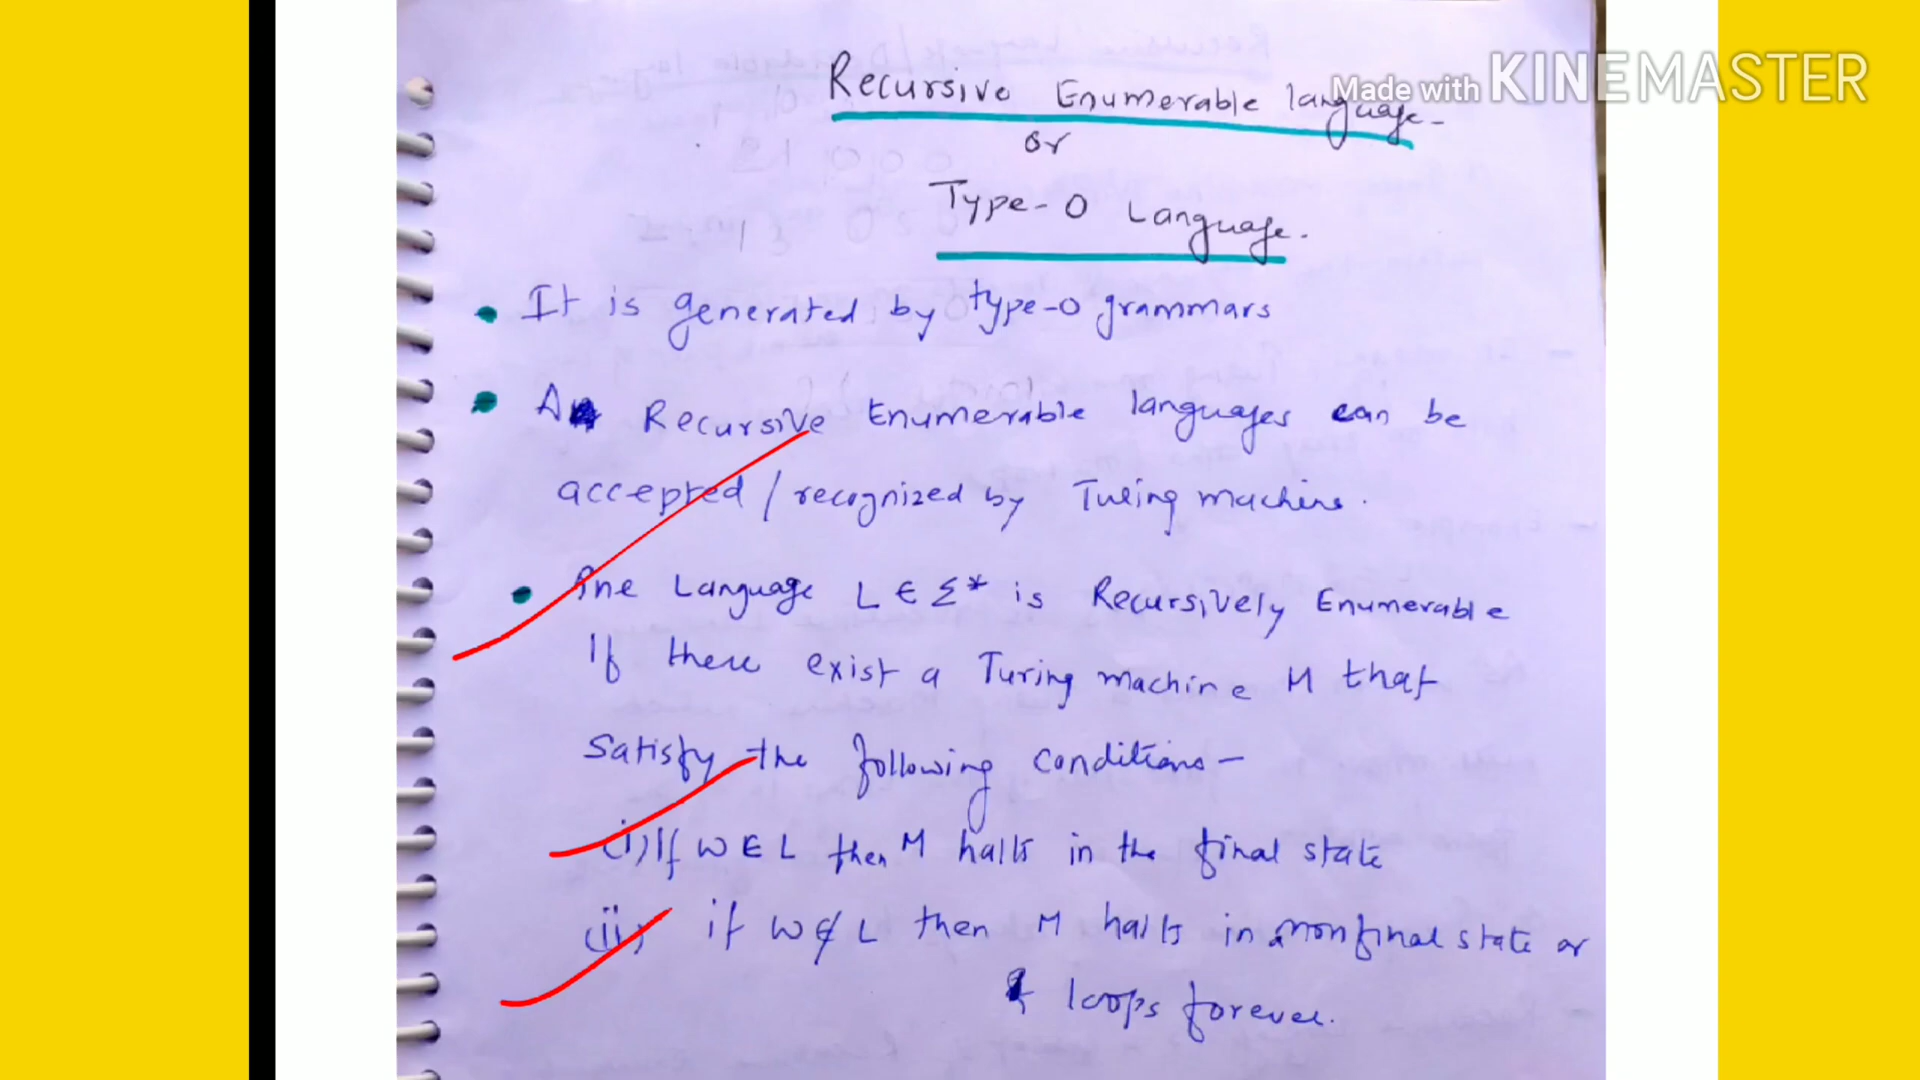 Made with KINEMASTER
Recursive Enumerable language-
or
Type-0 Language.
It is generated by type-0 grammars
A Recursive Enumerable languages can be
accepted / recognized by Turing machine.
The Language L ∈ Σ* is Recursively Enumerable
If there exist a Turing machine M that
satisfy the following conditions-
(i) If W ∈ L then M halts in the final state
(ii) if W ∉ L then M halts in a nonfinal state or
loops forever.